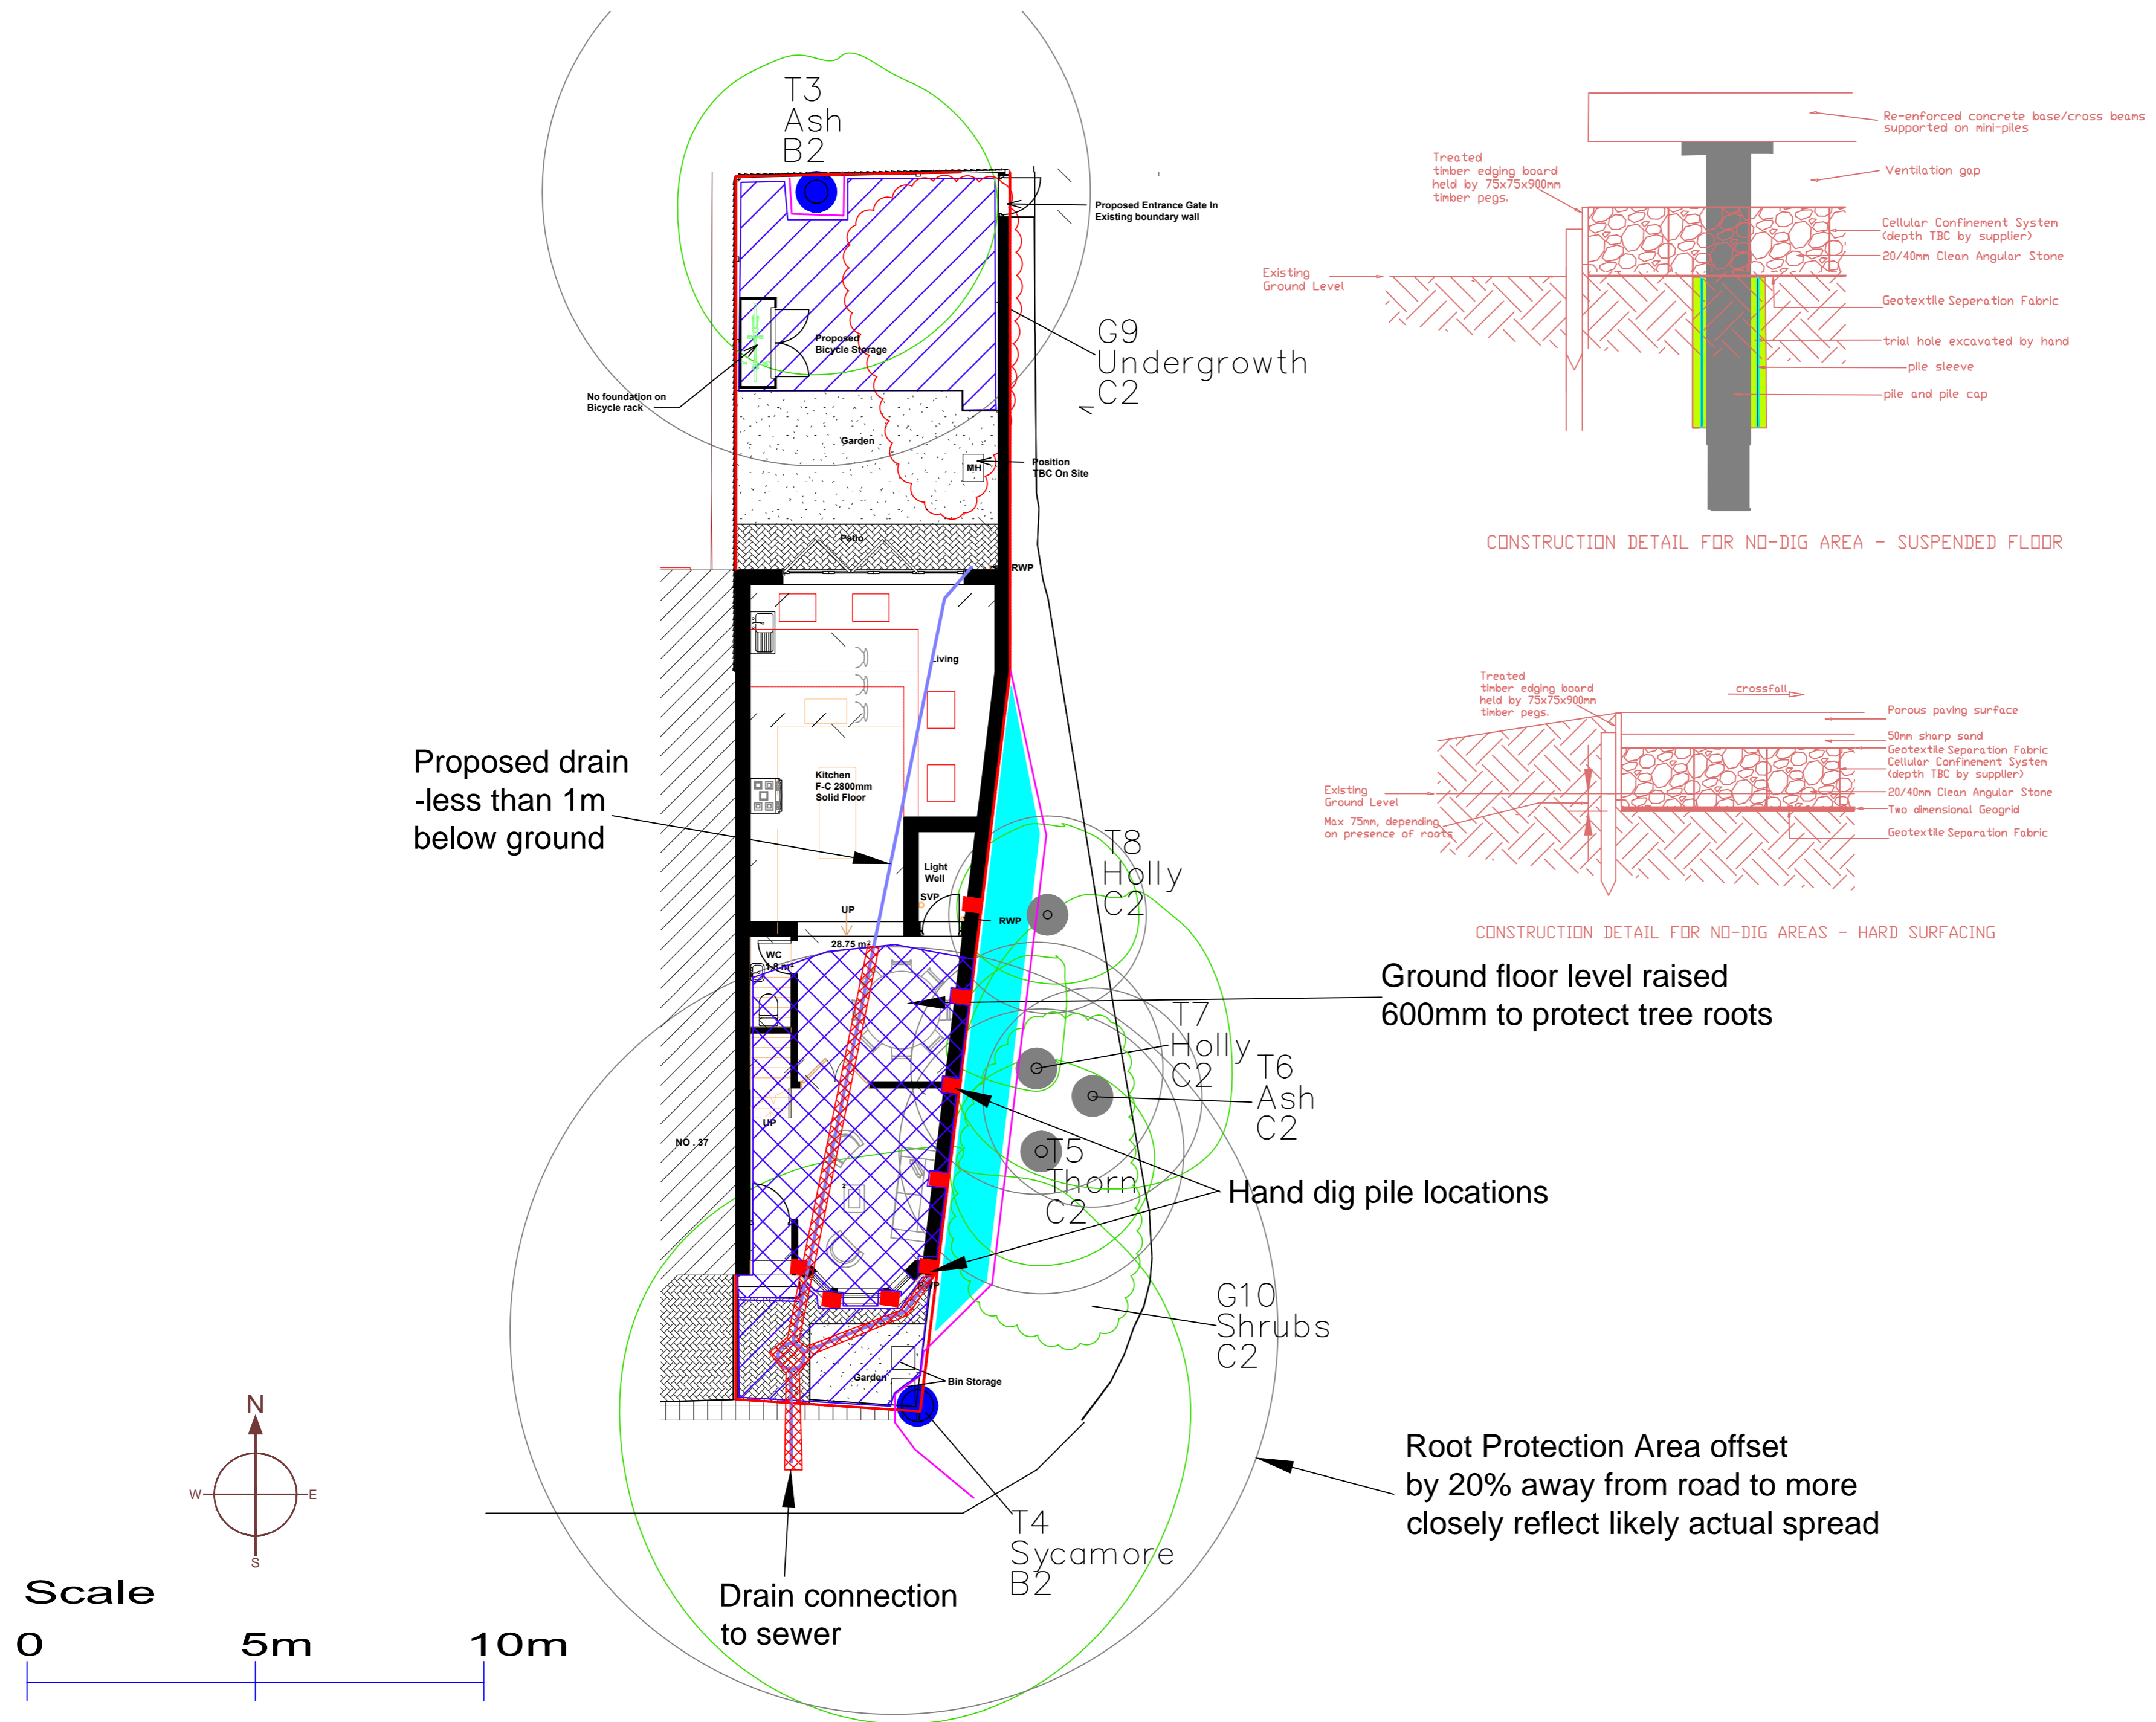 T3
Ash
B2
Proposed Entrance Gate In
Existing boundary wall
Proposed
Bicycle Storage
No foundation on
Bicycle rack
G9
Undergrowth
C2
Garden
MH
Position
TBC On Site
Patio
RWP
Living
Proposed drain
-less than 1m
below ground
Kitchen
F-C 2800mm
Solid Floor
Light
Well
SVP
UP
RWP
28.75 m²
WC
1.8 m²
T8
Holly
C2
Ground floor level raised
600mm to protect tree roots
T7
Holly
C2
T6
Ash
C2
UP
NO . 37
T5
Thorn
C2
Hand dig pile locations
G10
Shrubs
C2
Garden
Bin Storage
Root Protection Area offset
by 20% away from road to more
closely reflect likely actual spread
T4
Sycamore
B2
Drain connection
to sewer
N
W
E
S
Scale
0
5m
10m
Re-enforced concrete base/cross beams
supported on mini-piles
Treated
timber edging board
held by 75x75x900mm
timber pegs.
Ventilation gap
Cellular Confinement System
(depth TBC by supplier)
20/40mm Clean Angular Stone
Existing
Ground Level
Geotextile Seperation Fabric
trial hole excavated by hand
pile sleeve
pile and pile cap
CONSTRUCTION DETAIL FOR NO-DIG AREA - SUSPENDED FLOOR
Treated
timber edging board
held by 75x75x900mm
timber pegs.
crossfall
Porous paving surface
50mm sharp sand
Geotextile Separation Fabric
Cellular Confinement System
(depth TBC by supplier)
20/40mm Clean Angular Stone
Two dimensional Geogrid
Geotextile Separation Fabric
Existing
Ground Level
Max 75mm, depending
on presence of roots
CONSTRUCTION DETAIL FOR NO-DIG AREAS - HARD SURFACING